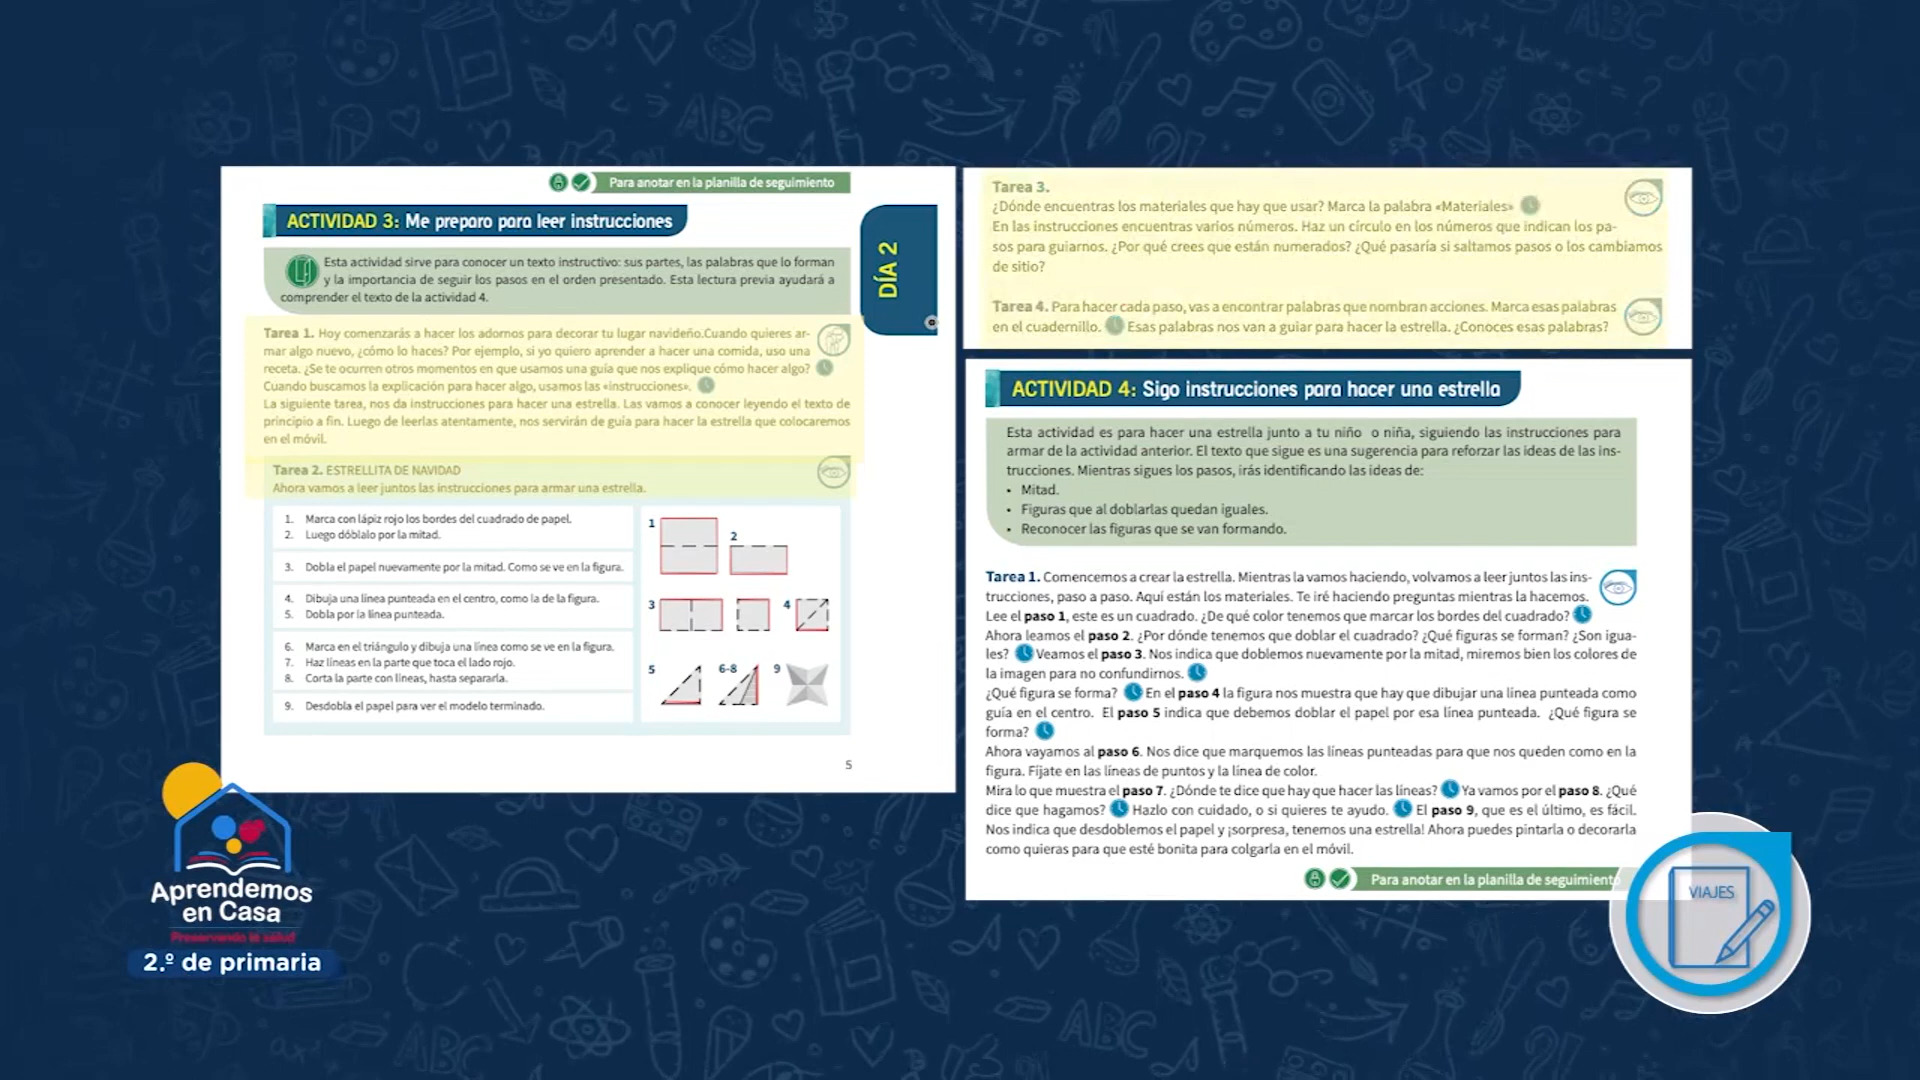 Para anotar en la planilla de seguimiento
ACTIVIDAD 3: Me preparo para leer instrucciones
DÍA 2
Esta actividad sirve para conocer un texto instructivo: sus partes, las palabras que lo forman
y la importancia de seguir los pasos en el orden presentado. Esta lectura previa ayudará a
comprender el texto de la actividad 4.
Tarea 1. Hoy comenzarás a hacer los adornos para decorar tu lugar navideño.Cuando quieres ar-
mar algo nuevo, ¿cómo lo haces? Por ejemplo, si yo quiero aprender a hacer una comida, uso una
receta. ¿Se te ocurren otros momentos en que usamos una guía que nos explique cómo hacer algo?
Cuando buscamos la explicación para hacer algo, usamos las «instrucciones».
La siguiente tarea, nos da instrucciones para hacer una estrella. Las vamos a conocer leyendo el texto de
principio a fin. Luego de leerlas atentamente, nos servirán de guía para hacer la estrella que colocaremos
en el móvil.
Tarea 2. ESTRELLITA DE NAVIDAD
Ahora vamos a leer juntos las instrucciones para armar una estrella.
1. Marca con lápiz rojo los bordes del cuadrado de papel.
2. Luego dóblalo por la mitad.
3. Dobla el papel nuevamente por la mitad. Como se ve en la figura.
4. Dibuja una línea punteada en el centro, como la de la figura.
5. Dobla por la línea punteada.
6. Marca en el triángulo y dibuja una línea como se ve en la figura.
7. Haz líneas en la parte que toca el lado rojo.
8. Corta la parte con líneas, hasta separarla.
9. Desdobla el papel para ver el modelo terminado.
1
2
3
4
5
6-8
9
5
Tarea 3.
¿Dónde encuentras los materiales que hay que usar? Marca la palabra «Materiales»
En las instrucciones encuentras varios números. Haz un círculo en los números que indican los pa-
sos para guiarnos. ¿Por qué crees que están numerados? ¿Qué pasaría si saltamos pasos o los cambiamos
de sitio?
Tarea 4. Para hacer cada paso, vas a encontrar palabras que nombran acciones. Marca esas palabras
en el cuadernillo. Esas palabras nos van a guiar para hacer la estrella. ¿Conoces esas palabras?
ACTIVIDAD 4: Sigo instrucciones para hacer una estrella
Esta actividad es para hacer una estrella junto a tu niño o niña, siguiendo las instrucciones para
armar de la actividad anterior. El texto que sigue es una sugerencia para reforzar las ideas de las ins-
trucciones. Mientras sigues los pasos, irás identificando las ideas de:
• Mitad.
• Figuras que al doblarlas quedan iguales.
• Reconocer las figuras que se van formando.
Tarea 1. Comencemos a crear la estrella. Mientras la vamos haciendo, volvamos a leer juntos las ins-
trucciones, paso a paso. Aquí están los materiales. Te iré haciendo preguntas mientras la hacemos.
Lee el paso 1, este es un cuadrado. ¿De qué color tenemos que marcar los bordes del cuadrado?
Ahora leamos el paso 2. ¿Por dónde tenemos que doblar el cuadrado? ¿Qué figuras se forman? ¿Son igua-
les? Veamos el paso 3. Nos indica que doblemos nuevamente por la mitad, miremos bien los colores de
la imagen para no confundirnos.
¿Qué figura se forma? En el paso 4 la figura nos muestra que hay que dibujar una línea punteada como
guía en el centro. El paso 5 indica que debemos doblar el papel por esa línea punteada. ¿Qué figura se
forma?
Ahora vayamos al paso 6. Nos dice que marquemos las líneas punteadas para que nos queden como en la
figura. Fíjate en las líneas de puntos y la línea de color.
Mira lo que muestra el paso 7. ¿Dónde te dice que hay que hacer las líneas? Ya vamos por el paso 8. ¿Qué
dice que hagamos? Hazlo con cuidado, o si quieres te ayudo. El paso 9, que es el último, es fácil.
Nos indica que desdoblemos el papel y ¡sorpresa, tenemos una estrella! Ahora puedes pintarla o decorarla
como quieras para que esté bonita para colgarla en el móvil.
Para anotar en la planilla de seguimiento
VIAJES
Aprendemos
en Casa
Preservando la salud
2.º de primaria